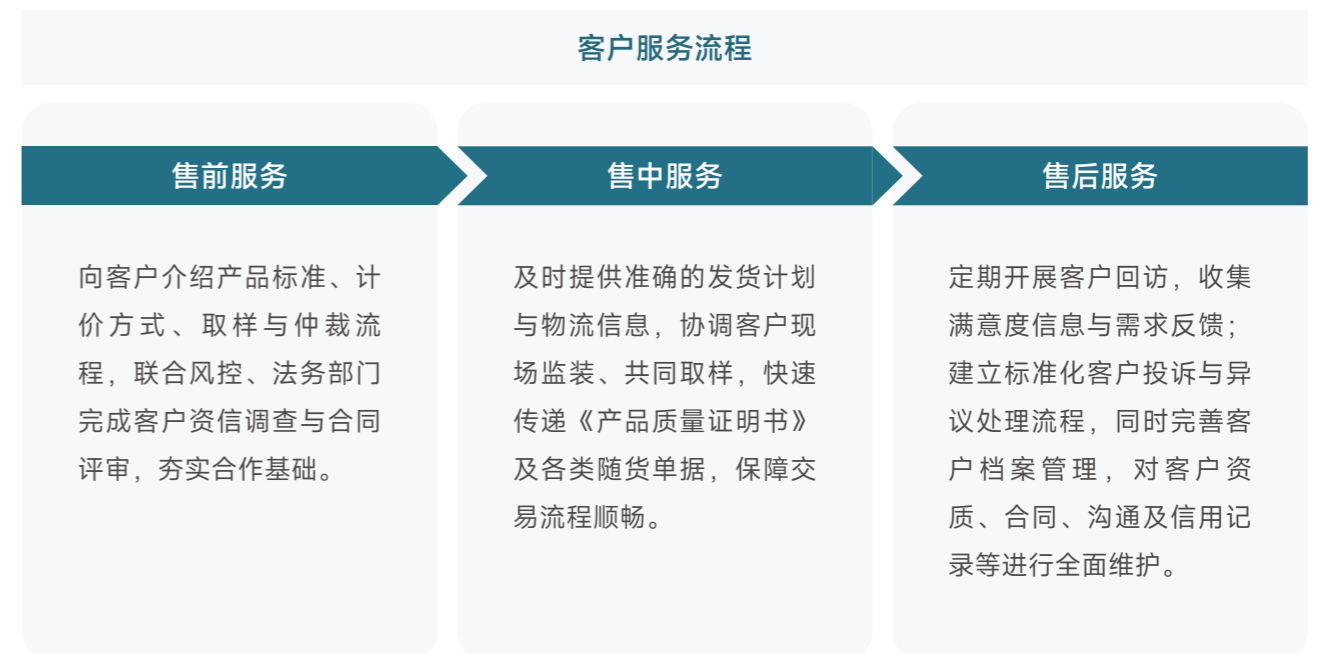 客户服务流程
售前服务
向客户介绍产品标准、计
价方式、取样与仲裁流
程，联合风控、法务部门
完成客户资信调查与合同
评审，夯实合作基础。
售中服务
及时提供准确的发货计划
与物流信息，协调客户现
场监装、共同取样，快速
传递《产品质量证明书》
及各类随货单据，保障交
易流程顺畅。
售后服务
定期开展客户回访，收集
满意度信息与需求反馈；
建立标准化客户投诉与异
议处理流程，同时完善客
户档案管理，对客户资
质、合同、沟通及信用记
录等进行全面维护。